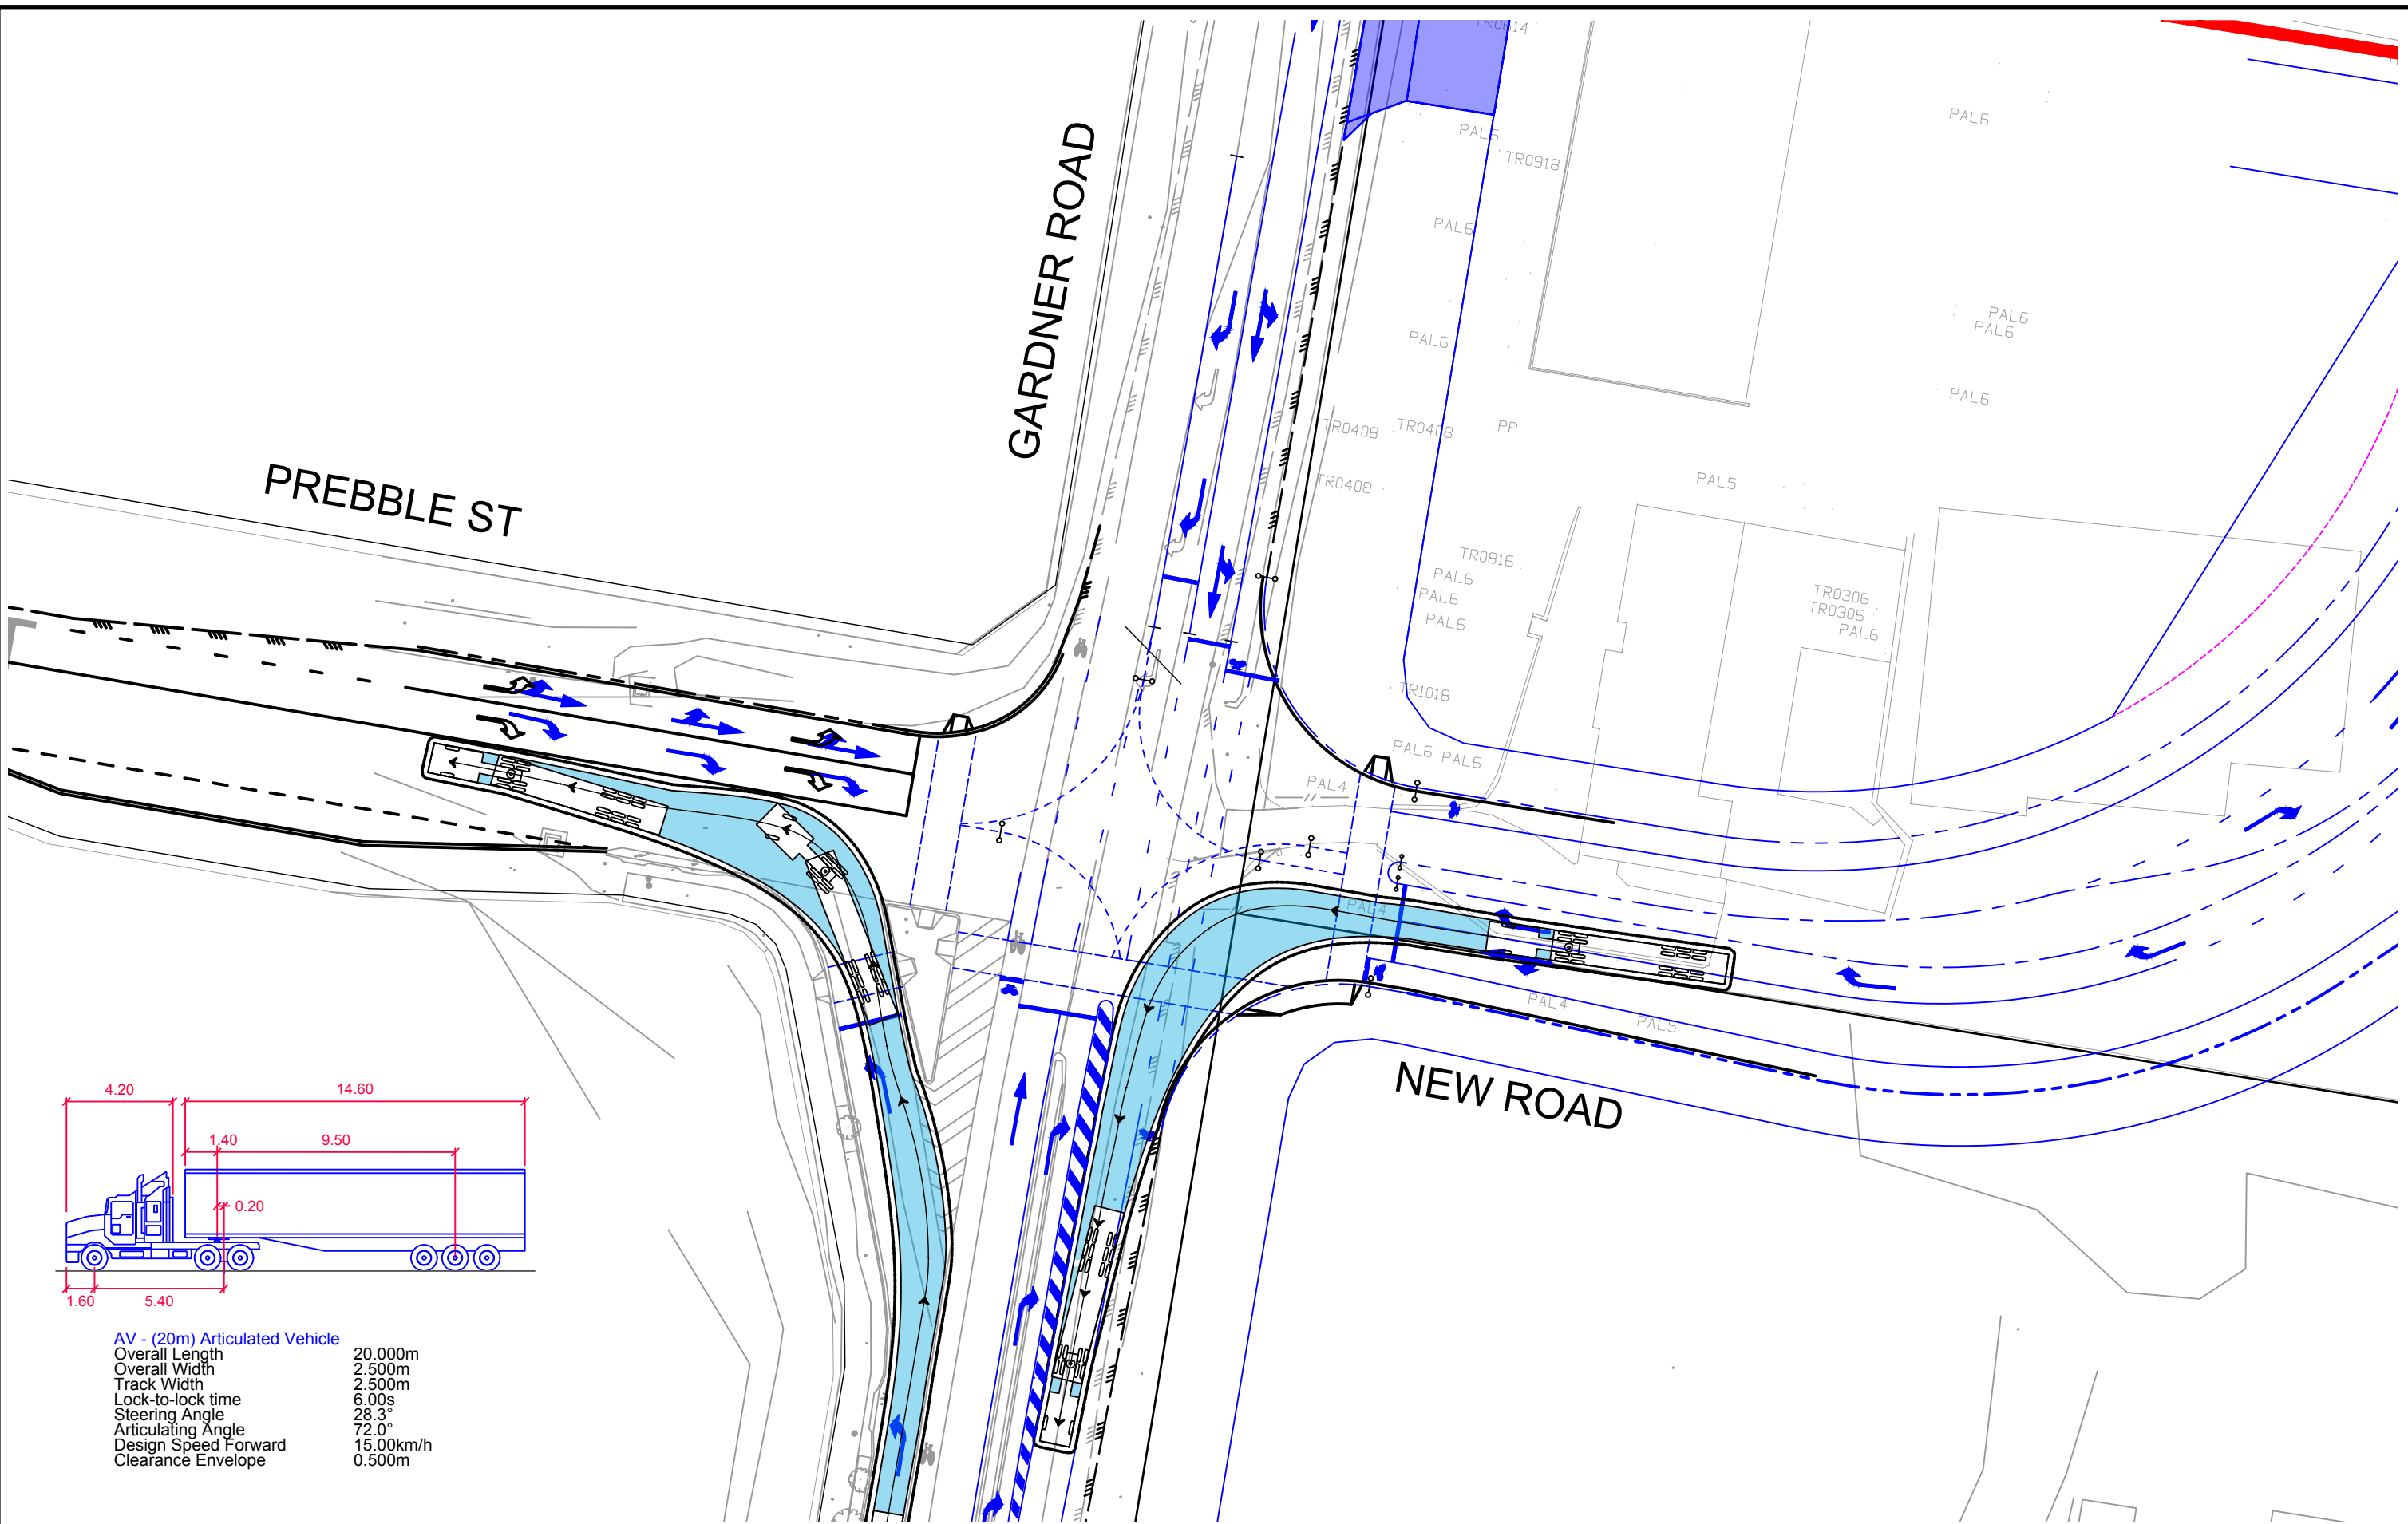 TR0614
PAL6
PAL6
TR0918
GARDNER ROAD
PAL6
PAL6
PAL6
PAL6
PAL6
TR0408
TR0408
PP
TR0408
PAL5
PREBBLE ST
TR0816
PAL6
PAL6
PAL6
TR0306
TR0306
PAL6
TR1018
PAL6 PAL6
PAL4
PAL4
PAL4
PAL5
NEW ROAD
4.20
14.60
1.40
9.50
0.20
1.60
5.40
AV - (20m) Articulated Vehicle
Overall Length 20.000m
Overall Width 2.500m
Track Width 2.500m
Lock-to-lock time 6.00s
Steering Angle 28.3°
Articulating Angle 72.0°
Design Speed Forward 15.00km/h
Clearance Envelope 0.500m